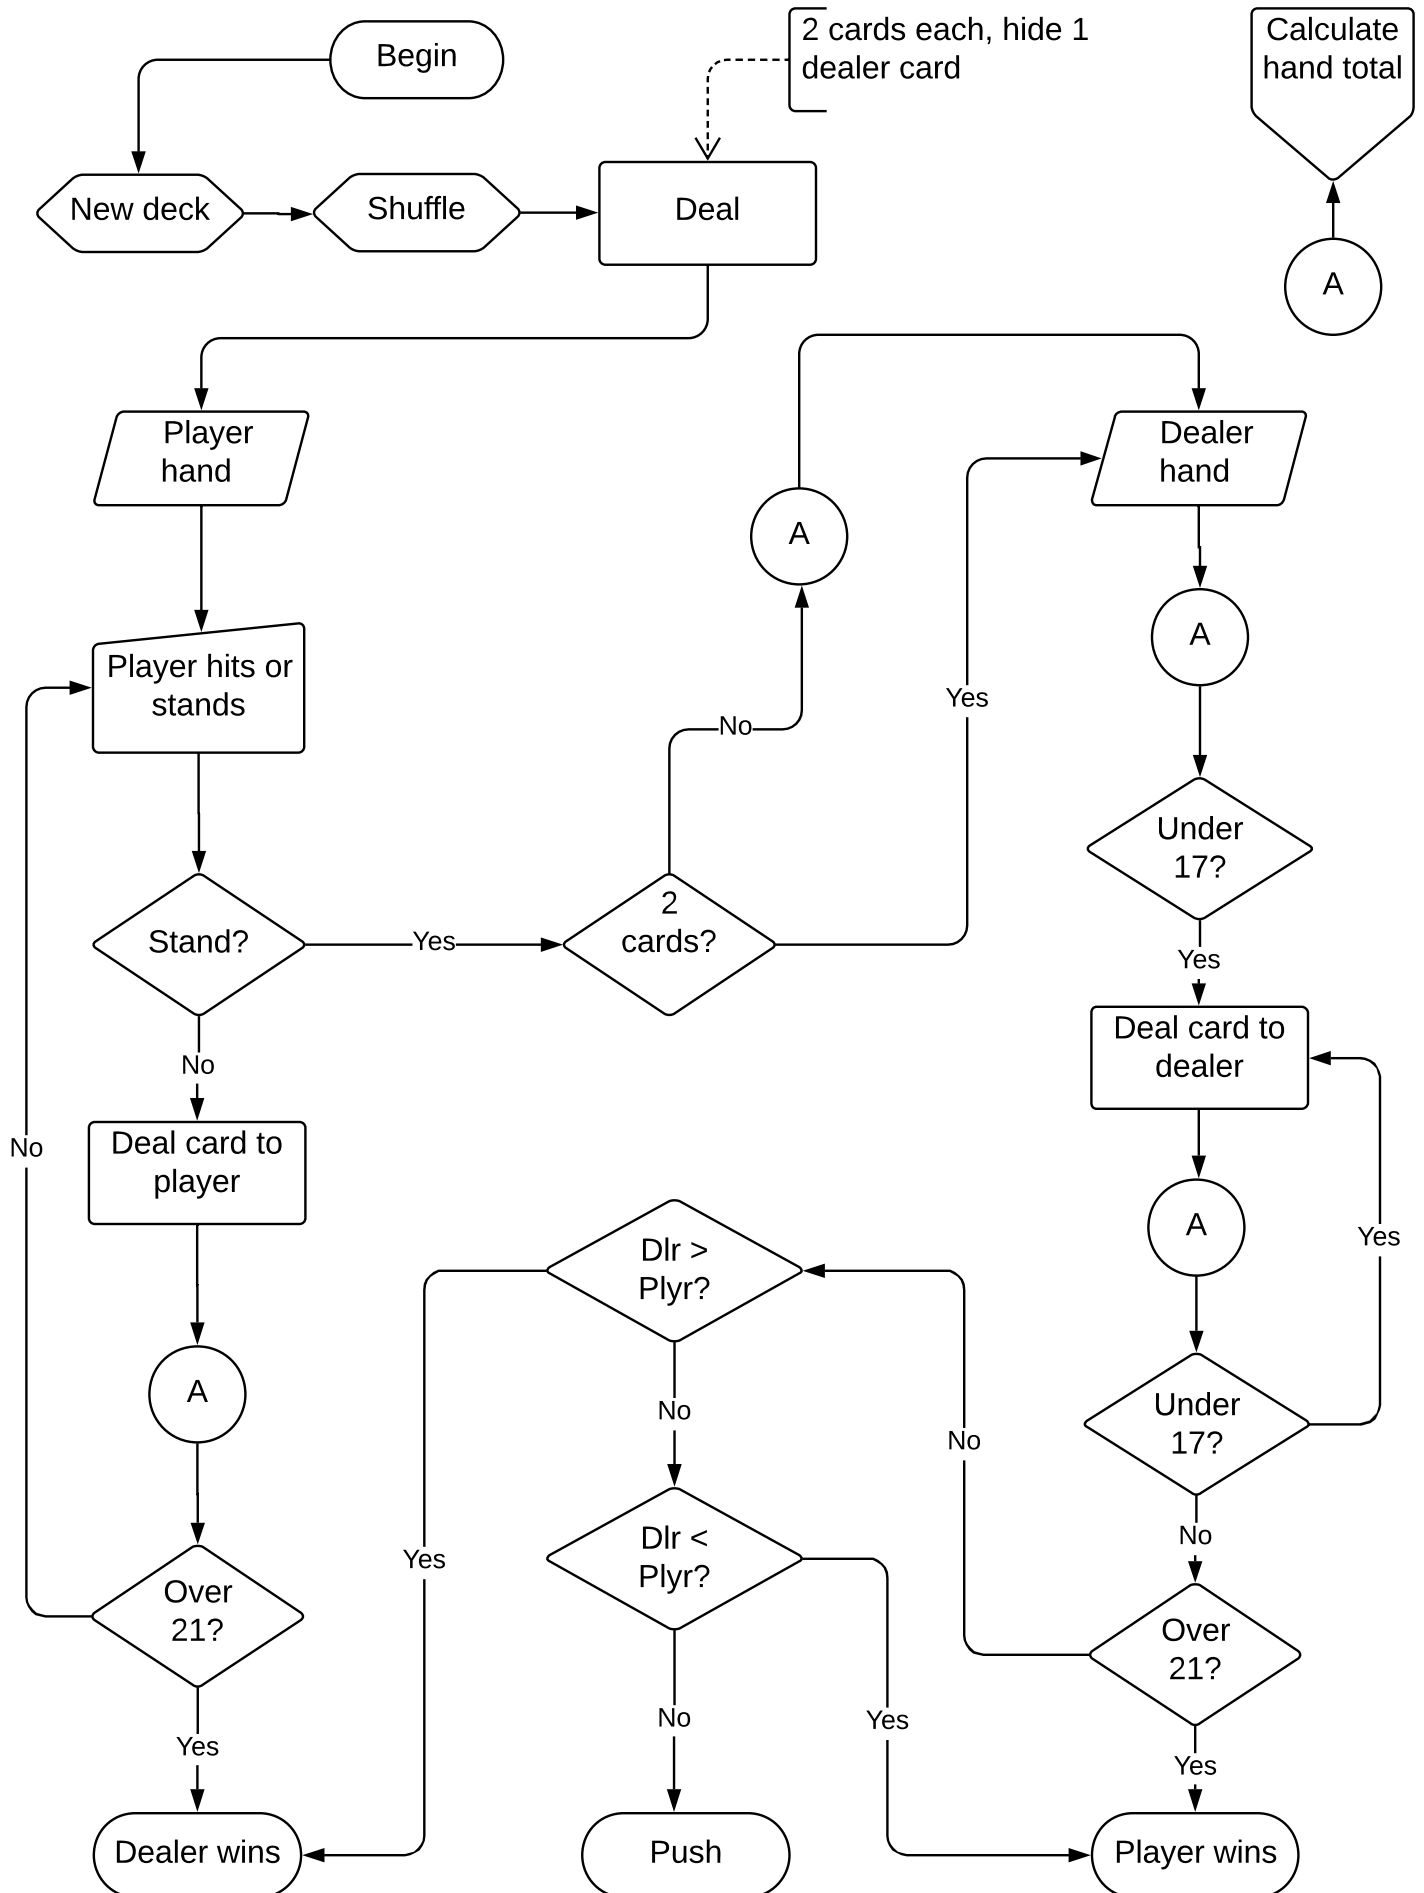 Begin
2 cards each, hide 1
dealer card
Calculate
hand total
New deck
Shuffle
Deal
A
Player
hand
Dealer
hand
A
A
Player hits or
stands
Yes
No
Under
17?
2
cards?
Stand?
Yes
Yes
Deal card to
dealer
No
Deal card to
player
No
A
Yes
Dlr >
Plyr?
A
Under
17?
No
No
No
Dlr <
Plyr?
Yes
Over
21?
Over
21?
No
Yes
Yes
Yes
Dealer wins
Push
Player wins